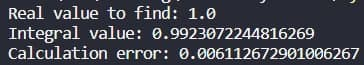 Real value to find: 1.0
Integral value: 0.9923072244816269
Calculation error: 0.006112672901006267